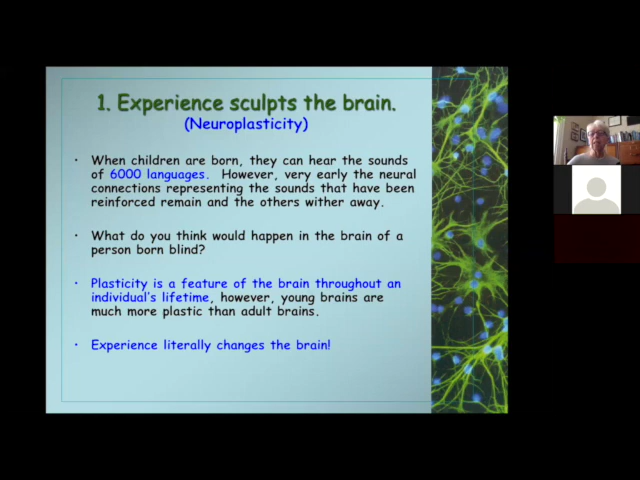 1. Experience sculpts the brain.
(Neuroplasticity)
· When children are born, they can hear the sounds
of 6000 languages. However, very early the neural
connections representing the sounds that have been
reinforced remain and the others wither away.
· What do you think would happen in the brain of a
person born blind?
· Plasticity is a feature of the brain throughout an
individual's lifetime, however, young brains are
much more plastic than adult brains.
· Experience literally changes the brain!